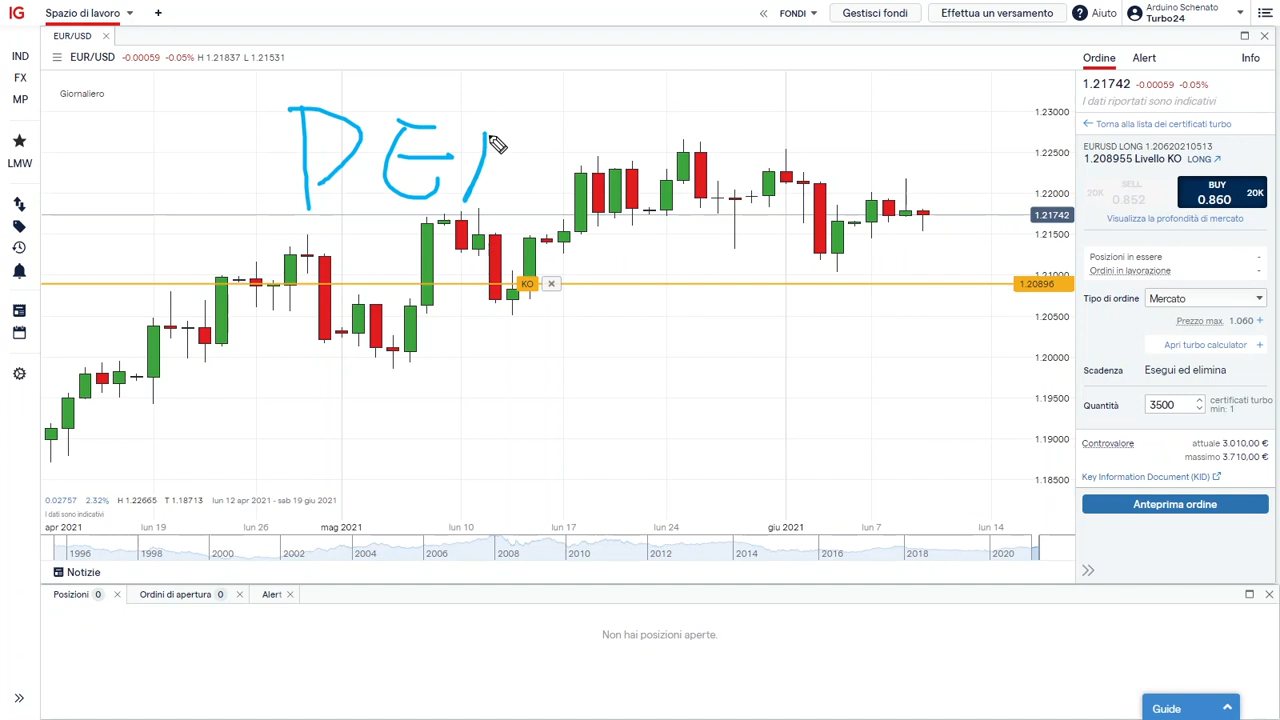 IG
Spazio di lavoro
+
FONDI
Gestisci fondi
Effettua un versamento
? Aiuto
Arduino Schenato
Turbo24
EUR/USD
EUR/USD -0.00059 -0.05% H 1.21837 L 1.21531
IND
FX
MP
LMW
Giornaliero
DE
1.23000
1.22500
1.22000
1.21742
1.21500
1.21000
KO
1.20896
1.20500
1.20000
1.19500
1.19000
1.18500
0.02757 2.32% H 1.22665 T 1.18713 lun 12 apr 2021 - sab 19 giu 2021
I dati sono indicativi
apr 2021 lun 19 lun 26 mag 2021 lun 10 lun 17 lun 24 giu 2021 lun 7 lun 14
1996 1998 2000 2002 2004 2006 2008 2010 2012 2014 2016 2018 2020
Notizie
Posizioni 0
Ordini di apertura 0
Alert
Non hai posizioni aperte.
Ordine Alert Info
1.21742 -0.00059 -0.05%
I dati riportati sono indicativi
Torna alla lista dei certificati turbo
EURUSD LONG 1.20620210513
1.208955 Livello KO LONG
SELL
20K 0.852
BUY
0.860 20K
Visualizza la profondità di mercato
Posizioni in essere -
Ordini in lavorazione -
Tipo di ordine Mercato
Prezzo max. 1.060 +
Apri turbo calculator +
Scadenza Esegui ed elimina
Quantità 3500 certificati turbo
min: 1
Controvalore attuale 3.010,00 €
massimo 3.710,00 €
Key Information Document (KID)
Anteprima ordine
Guide